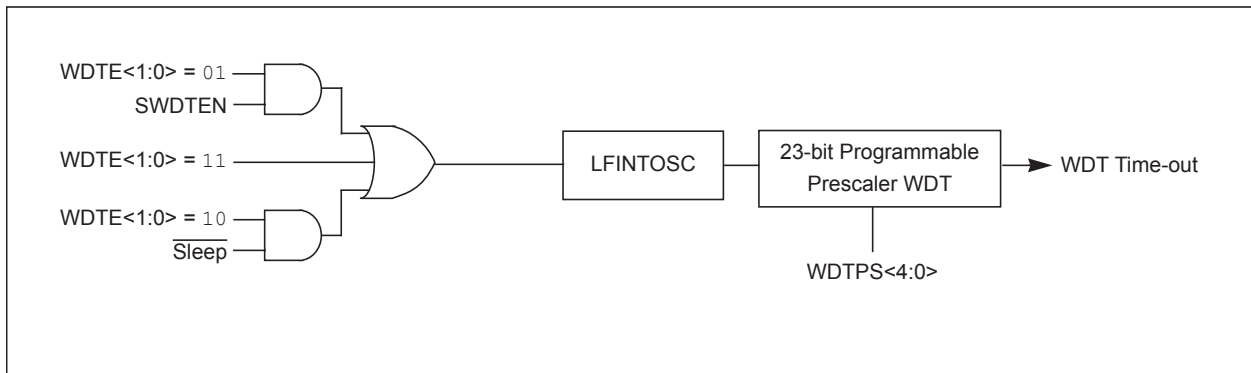 WDTE<1:0> = 01
SWDTEN
WDTE<1:0> = 11
WDTE<1:0> = 10
Sleep
LFINTOSC
23-bit Programmable
Prescaler WDT
WDT Time-out
WDTPS<4:0>